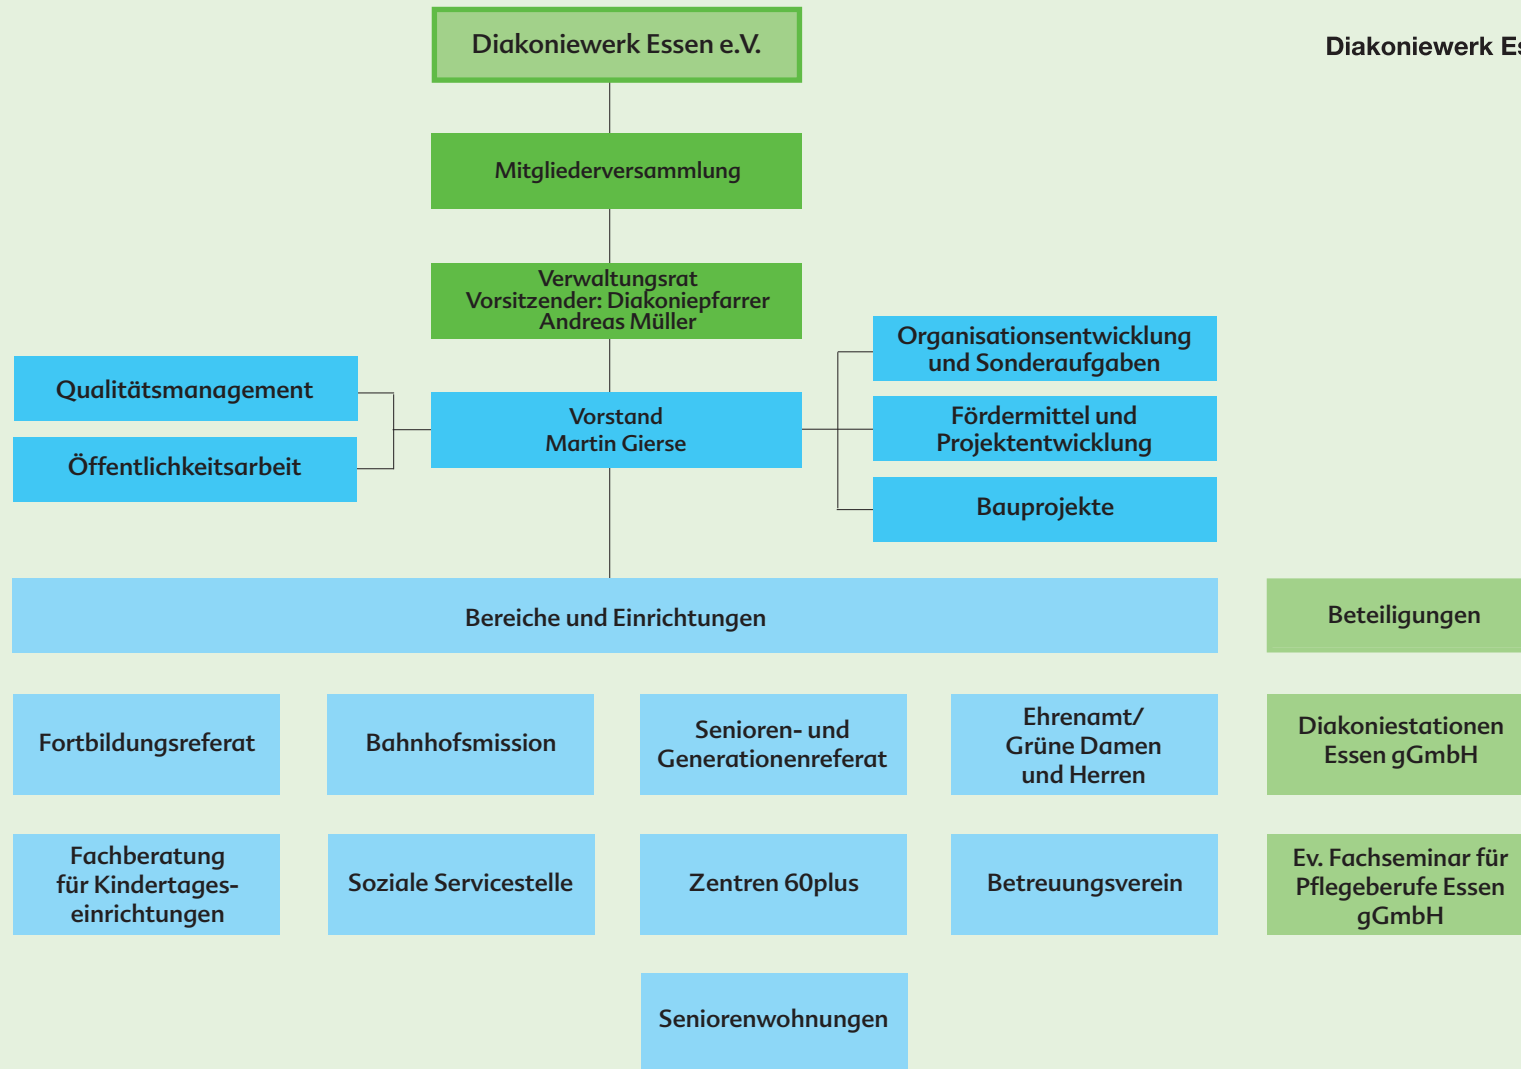 Diakoniewerk Essen e.V.
Diakoniewerk
Mitgliederversammlung
Verwaltungsrat
Vorsitzender: Diakoniepfarrer
Andreas Müller
Qualitätsmanagement
Öffentlichkeitsarbeit
Vorstand
Martin Gierse
Organisationsentwicklung
und Sonderaufgaben
Fördermittel und
Projektentwicklung
Bauprojekte
Bereiche und Einrichtungen
Beteiligungen
Fortbildungsreferat
Bahnhofsmission
Senioren- und
Generationenreferat
Ehrenamt/
Grüne Damen
und Herren
Diakoniestationen
Essen gGmbH
Fachberatung
für Kindertages-
einrichtungen
Soziale Servicestelle
Zentren 60plus
Betreuungsverein
Ev. Fachseminar für
Pflegeberufe Essen
gGmbH
Seniorenwohnungen